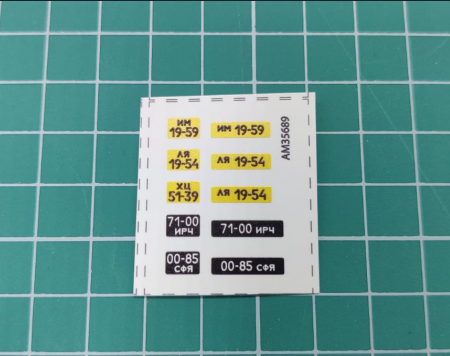 ИМ
19-59
ИМ 19-59
ЛЯ
19-54
ЛЯ 19-54
ХЦ
51-39
ЛЯ 19-54
71-00
ИРЧ
71-00 ИРЧ
00-85
СФЯ
00-85 СФЯ
AM35689